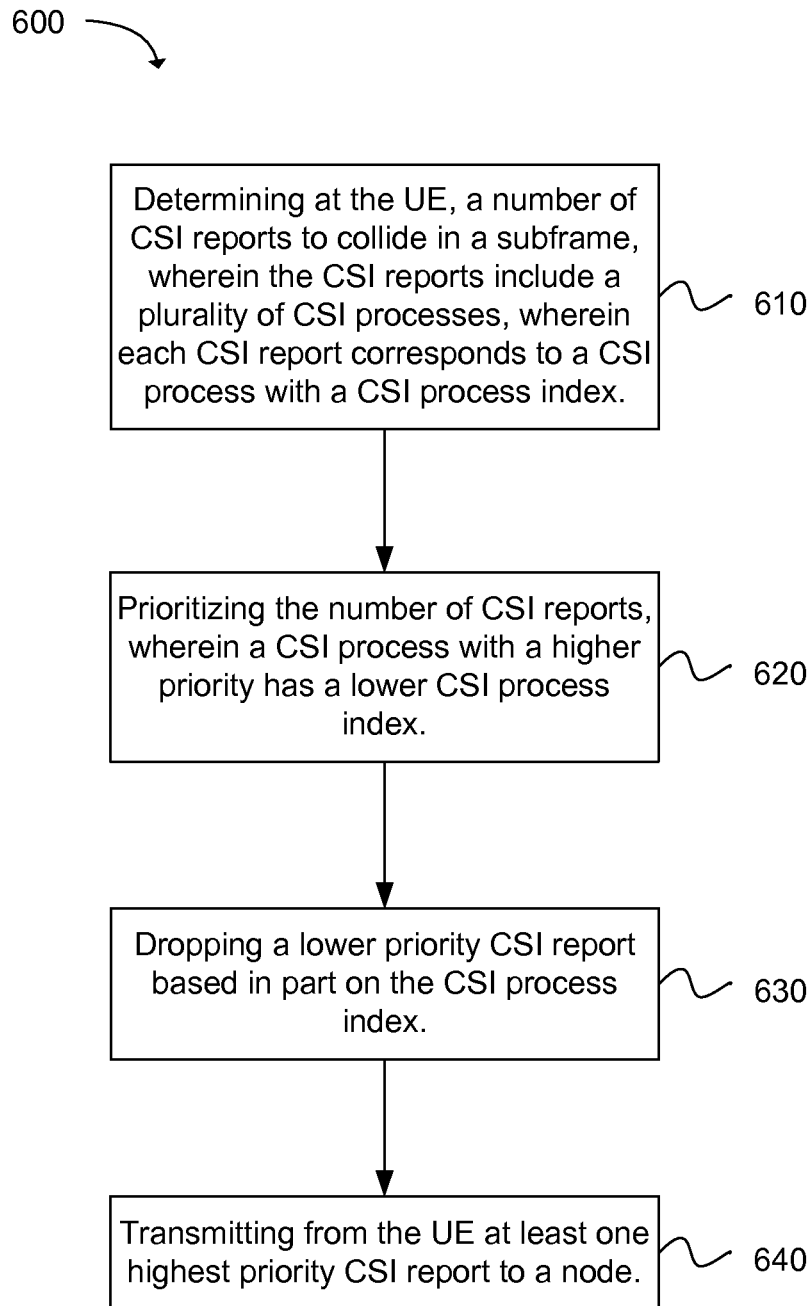 600
Determining at the UE, a number of
CSI reports to collide in a subframe,
wherein the CSI reports include a
plurality of CSI processes, wherein
each CSI report corresponds to a CSI
process with a CSI process index.
610
Prioritizing the number of CSI reports,
wherein a CSI process with a higher
priority has a lower CSI process
index.
620
Dropping a lower priority CSI report
based in part on the CSI process
index.
630
Transmitting from the UE at least one
highest priority CSI report to a node.
640